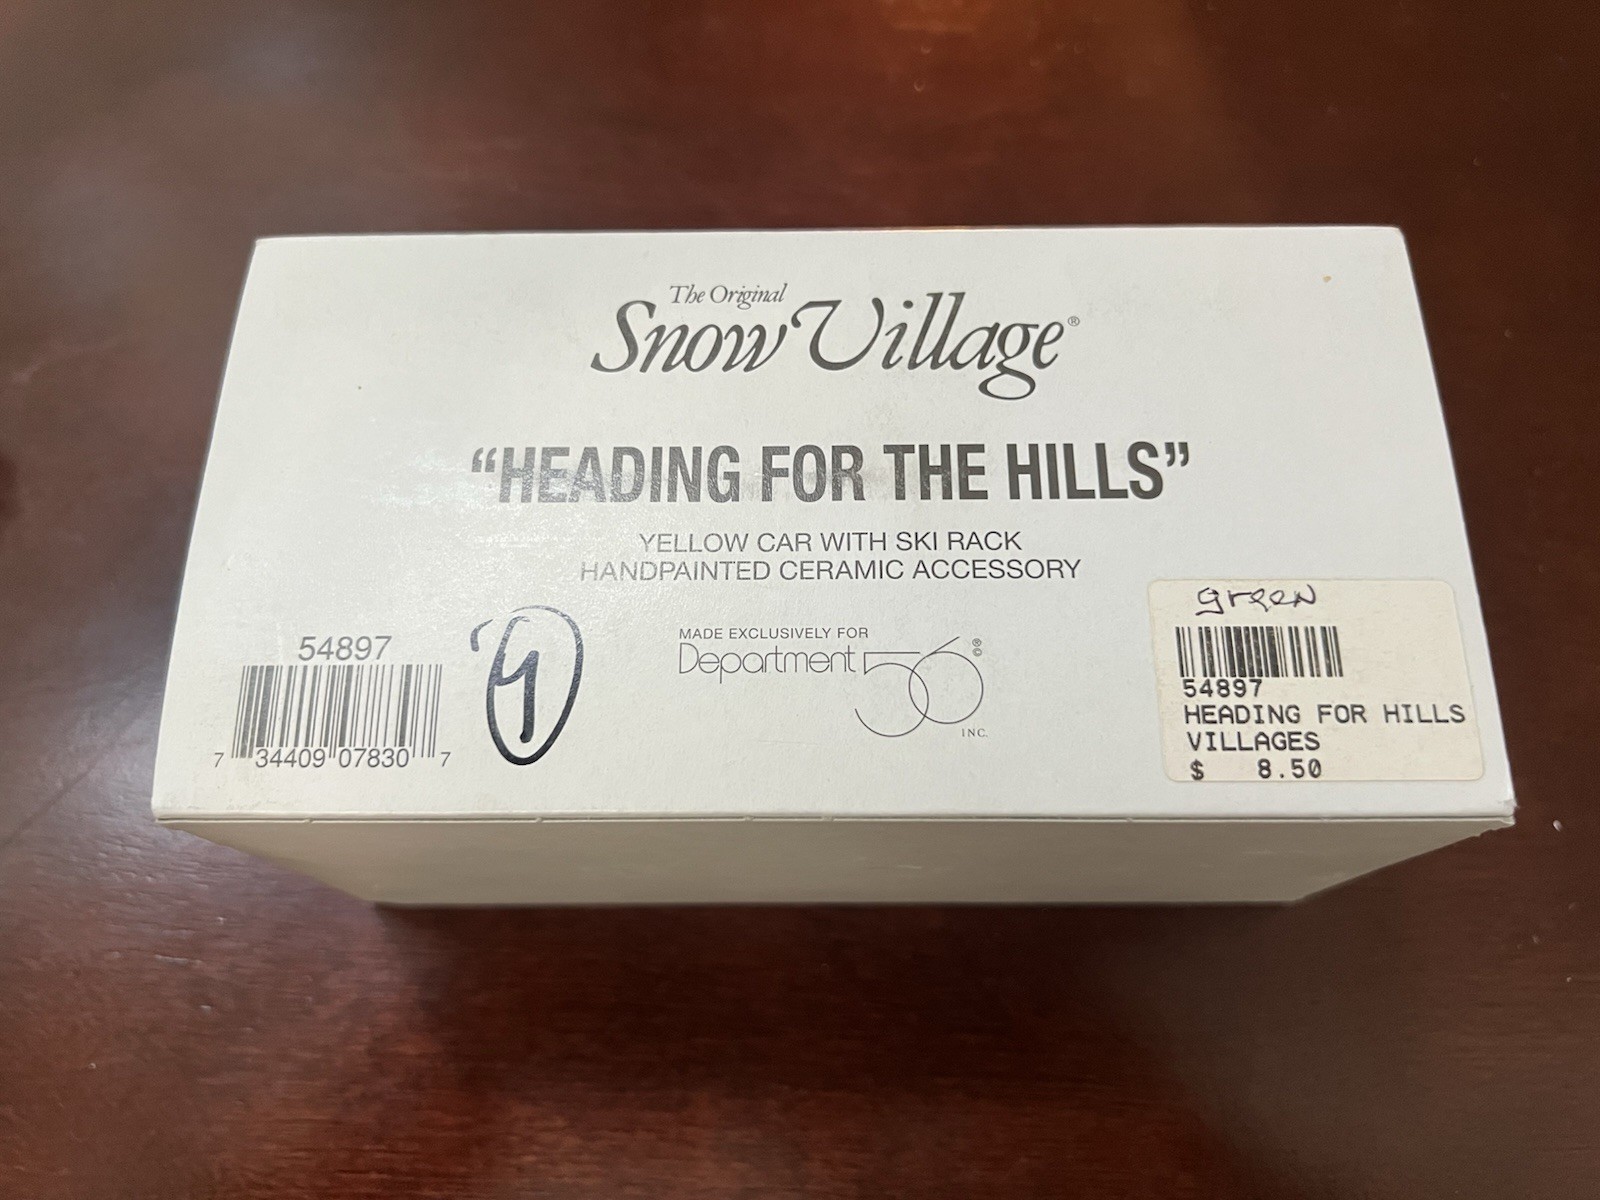 The Original
Snow Village®
“HEADING FOR THE HILLS”
YELLOW CAR WITH SKI RACK
HANDPAINTED CERAMIC ACCESSORY
54897
7 34409 07830 7
MADE EXCLUSIVELY FOR
Department 56 ® ©
INC.
green
54897
HEADING FOR HILLS
VILLAGES
$ 8.50